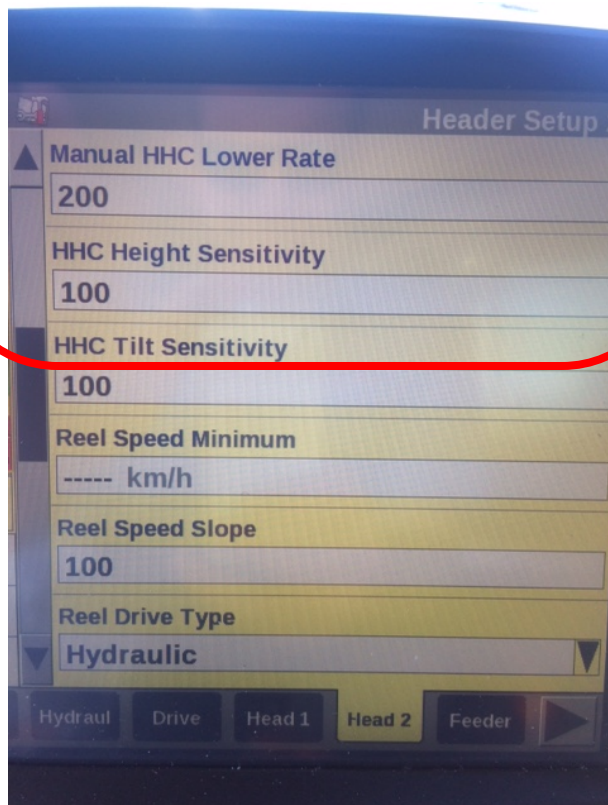 Header Setup
Manual HHC Lower Rate
200
HHC Height Sensitivity
100
HHC Tilt Sensitivity
100
Reel Speed Minimum
----- km/h
Reel Speed Slope
100
Reel Drive Type
Hydraulic
Hydraul Drive Head 1 Head 2 Feeder